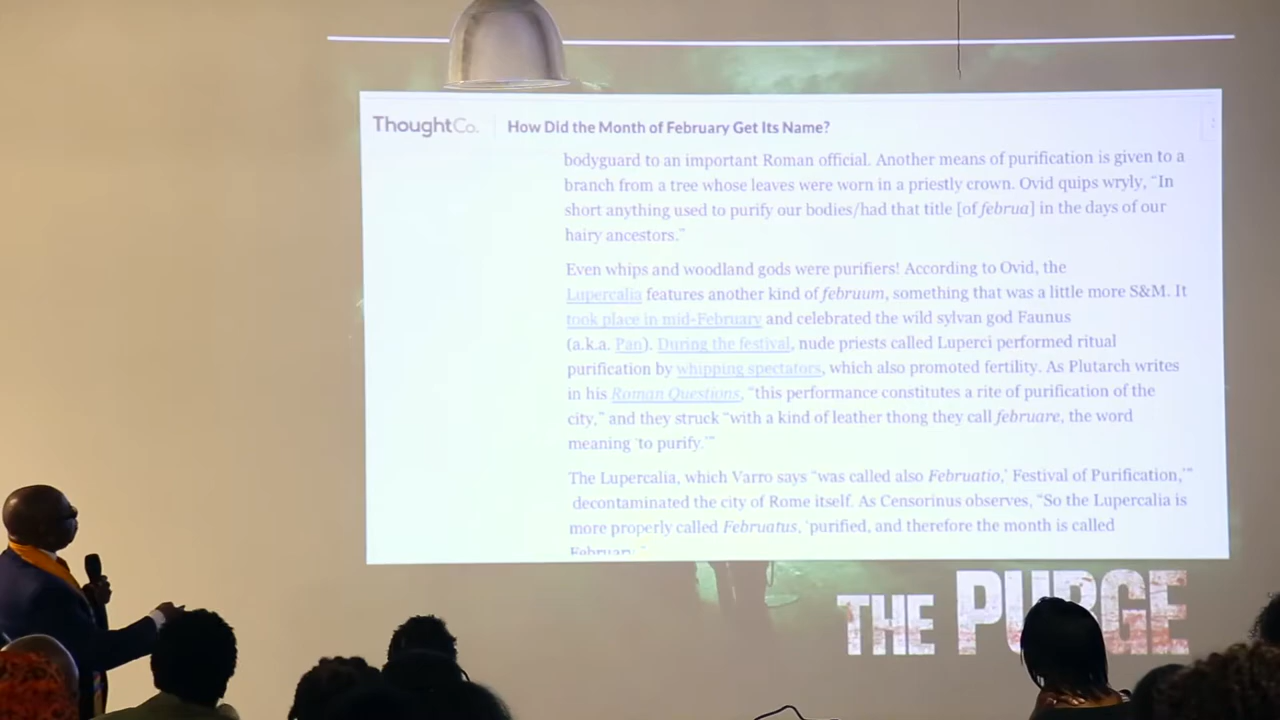 ThoughtCo.
How Did the Month of February Get Its Name?
bodyguard to an important Roman official. Another means of purification is given to a
branch from a tree whose leaves were worn in a priestly crown. Ovid quips wryly, “In
short anything used to purify our bodies/had that title [of februa] in the days of our
hairy ancestors.”
Even whips and woodland gods were purifiers! According to Ovid, the
Lupercalia features another kind of februum, something that was a little more S&M. It
took place in mid-February and celebrated the wild sylvan god Faunus
(a.k.a. Pan). During the festival, nude priests called Luperci performed ritual
purification by whipping spectators, which also promoted fertility. As Plutarch writes
in his Roman Questions, “this performance constitutes a rite of purification of the
city,” and they struck “with a kind of leather thong they call februare, the word
meaning ‘to purify.’”
The Lupercalia, which Varro says “was called also Februatio,’ Festival of Purification,’”
decontaminated the city of Rome itself. As Censorinus observes, “So the Lupercalia is
more properly called Februatus, ‘purified, and therefore the month is called
February.”
THE PURGE